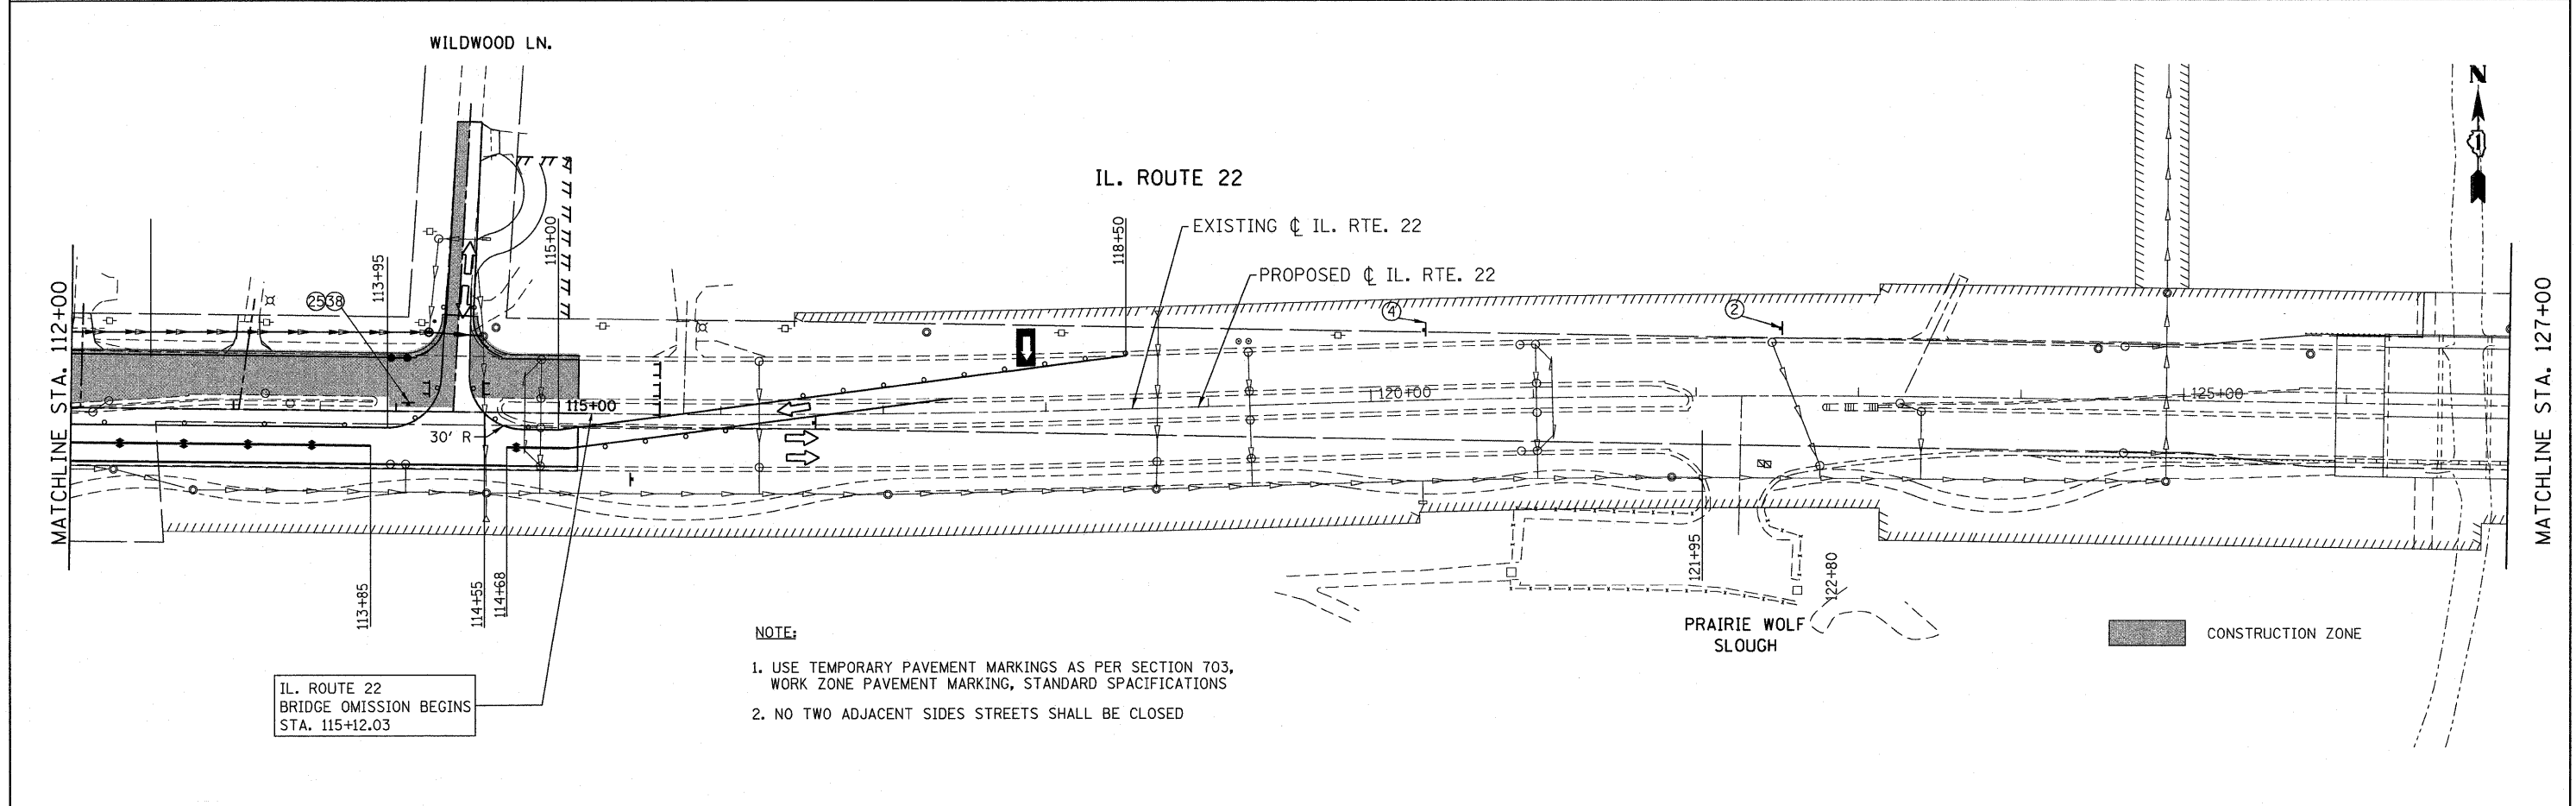 WILDWOOD LN.
N
IL. ROUTE 22
EXISTING ℄ IL. RTE. 22
PROPOSED ℄ IL. RTE. 22
MATCHLINE STA. 112+00
113+95
115+00
118+50
25 38
4
2
115+00
120+00
125+00
MATCHLINE STA. 127+00
30' R
113+85
114+55
114+68
121+95
122+80
PRAIRIE WOLF
SLOUGH
CONSTRUCTION ZONE
IL. ROUTE 22
BRIDGE OMISSION BEGINS
STA. 115+12.03
NOTE:
1. USE TEMPORARY PAVEMENT MARKINGS AS PER SECTION 703,
WORK ZONE PAVEMENT MARKING, STANDARD SPACIFICATIONS
2. NO TWO ADJACENT SIDES STREETS SHALL BE CLOSED